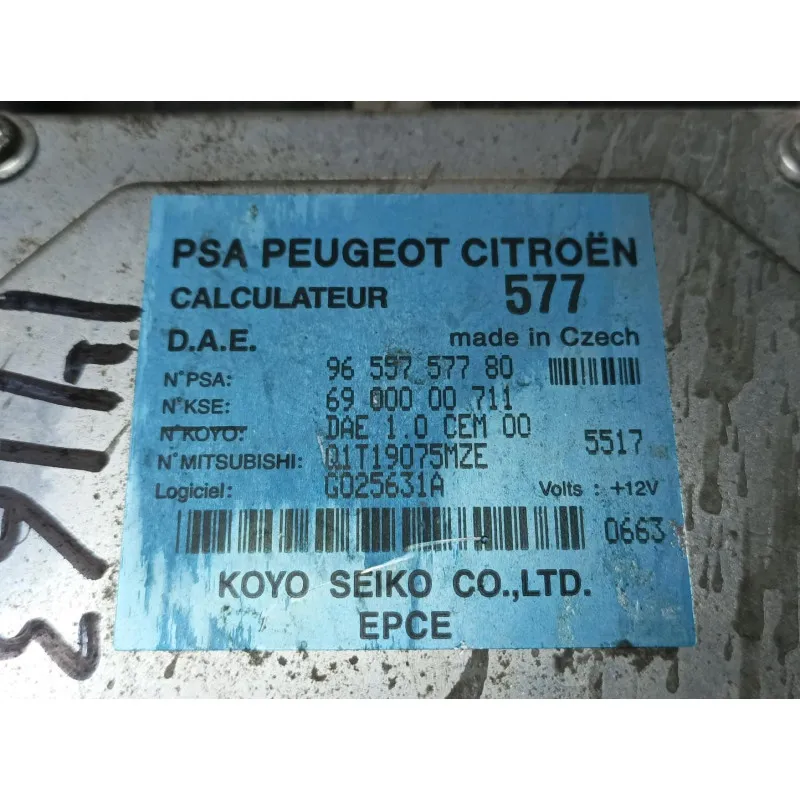 PSA PEUGEOT CITROËN
CALCULATEUR 577
D.A.E. made in Czech
N°PSA: 96 597 577 80
N°KSE: 69 000 00 711
N°KOYO: DAE 1.0 CEM 00
N°MITSUBISHI: Q1T19075MZE 5517
Logiciel: G025631A Volts : +12V
0663
KOYO SEIKO CO.,LTD.
EPCE